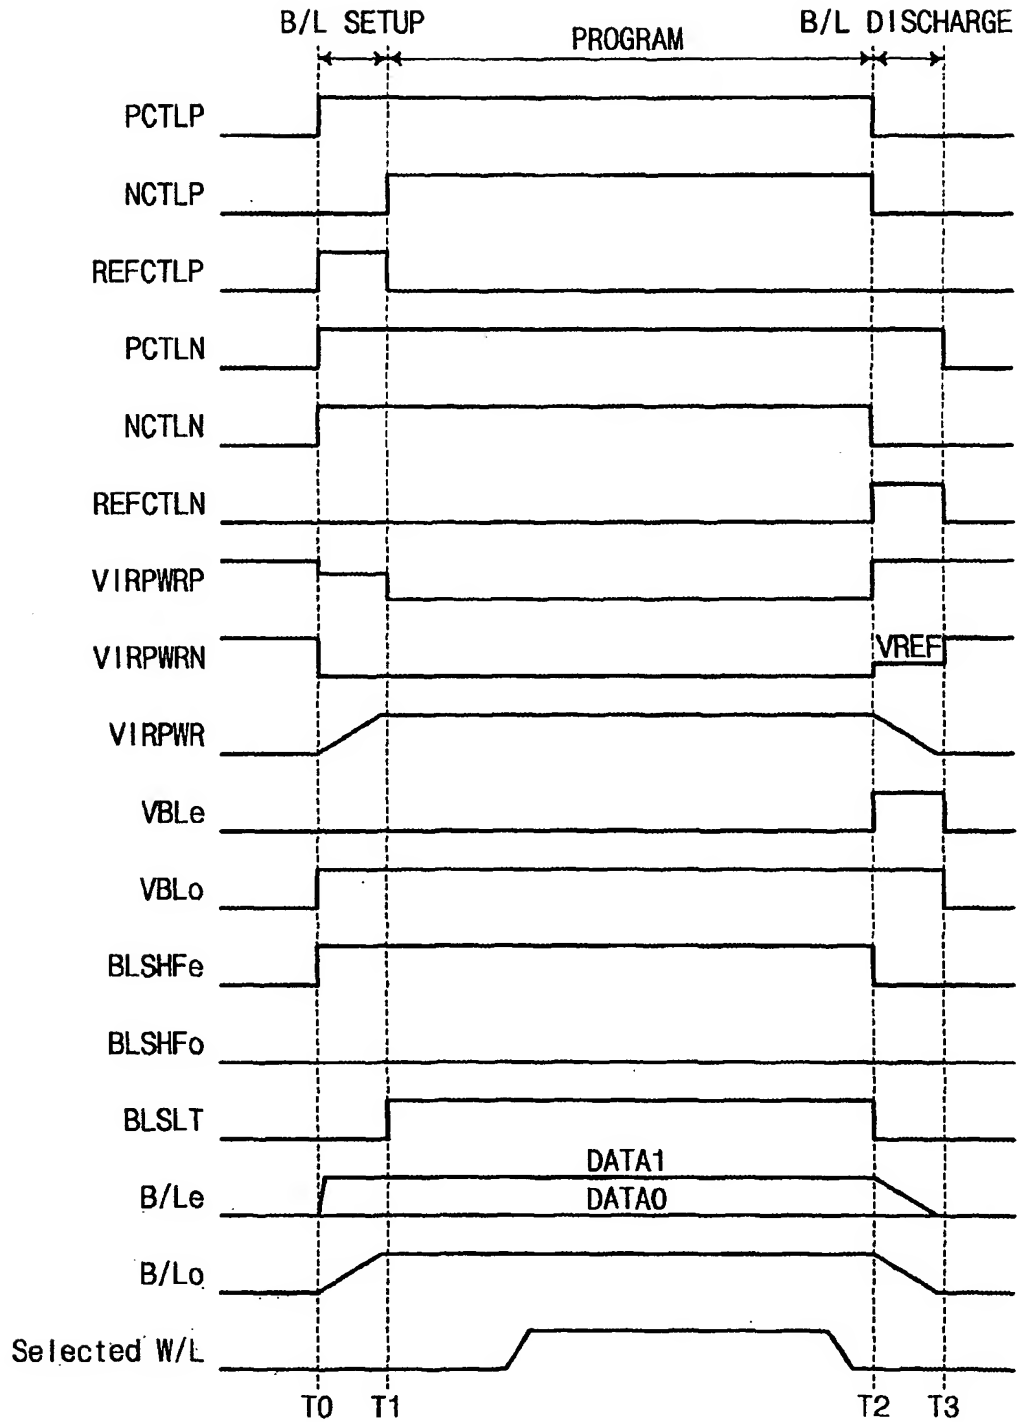 B/L SETUP
PROGRAM
B/L DISCHARGE
PCTLP
NCTLP
REFCTLP
PCTLN
NCTLN
REFCTLN
VIRPWRP
VIRPWRN
VREF
VIRPWR
VBLe
VBLo
BLSHFe
BLSHFo
BLSLT
DATA1
B/Le
DATA0
B/Lo
Selected W/L
T0 T1 T2 T3